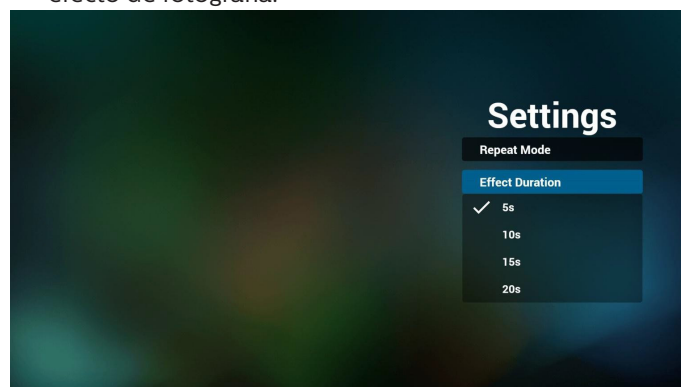 efecto de fotografía.
Settings
Repeat Mode
Effect Duration
5s
10s
15s
20s